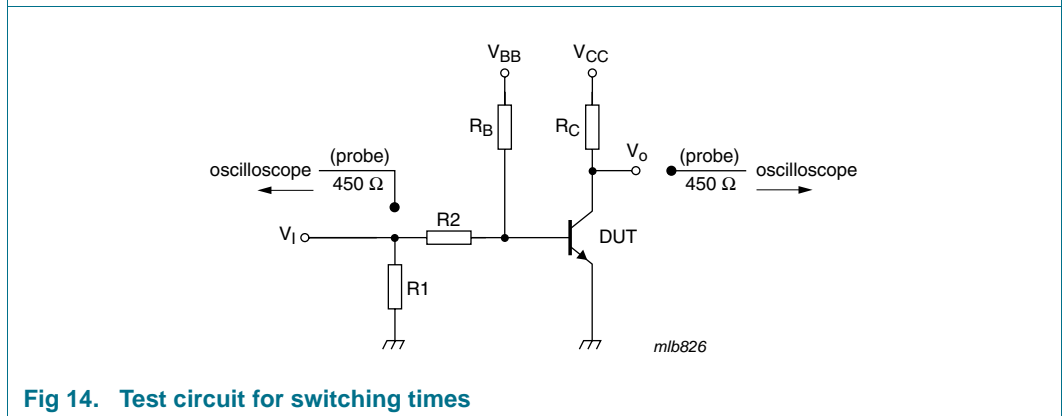 VBB
VCC
RB
RC
Vo
(probe)
oscilloscope
450 Ω
(probe)
oscilloscope
450 Ω
R2
VI
DUT
R1
mlb826
Fig 14. Test circuit for switching times